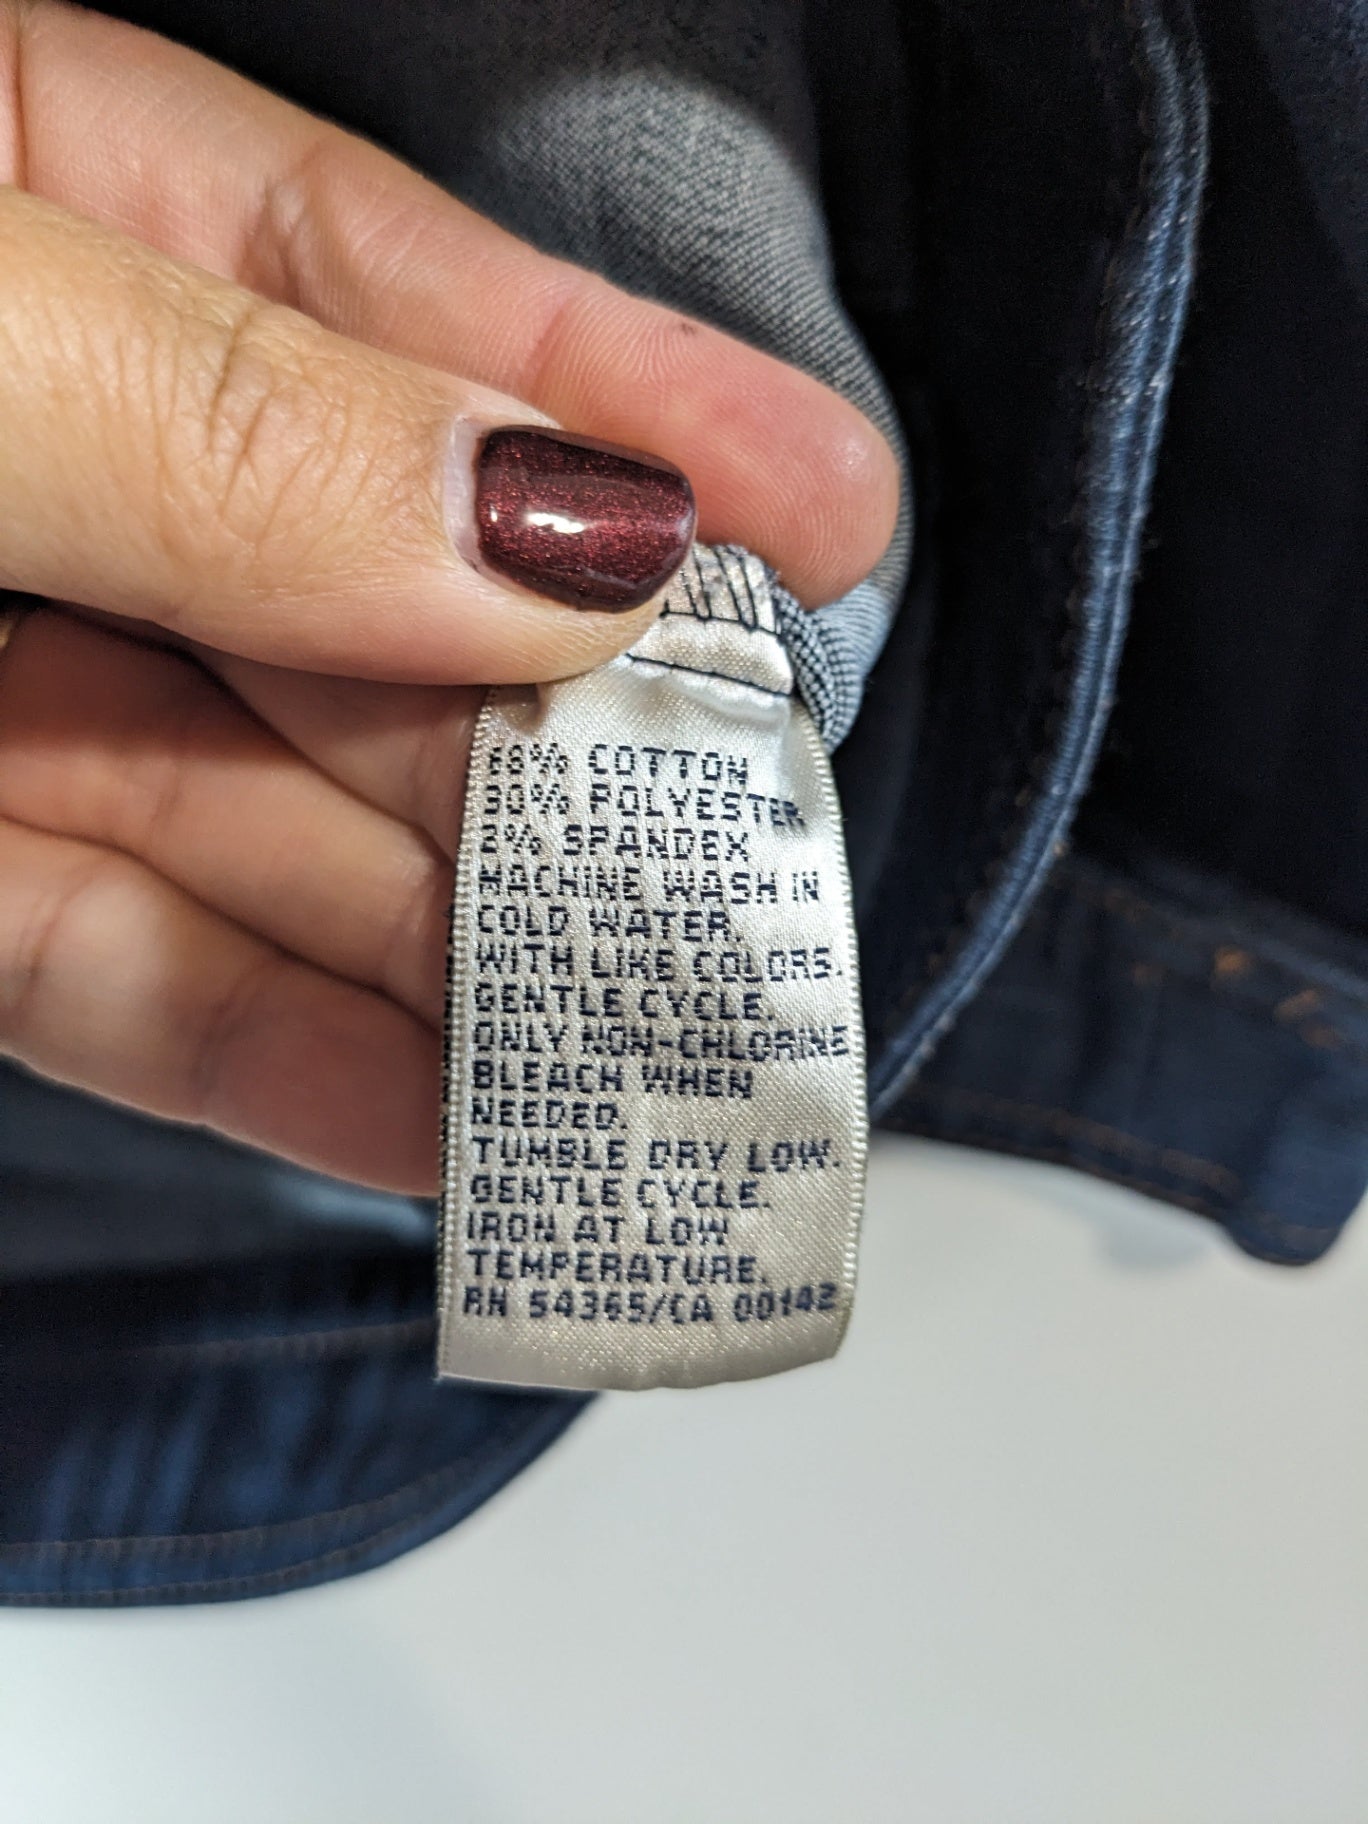 68% COTTON
30% POLYESTER
2% SPANDEX
MACHINE WASH IN
COLD WATER.
WITH LIKE COLORS.
GENTLE CYCLE.
ONLY NON-CHLORINE
BLEACH WHEN
NEEDED.
TUMBLE DRY LOW.
GENTLE CYCLE.
IRON AT LOW
TEMPERATURE.
RN 54365/CA 00142